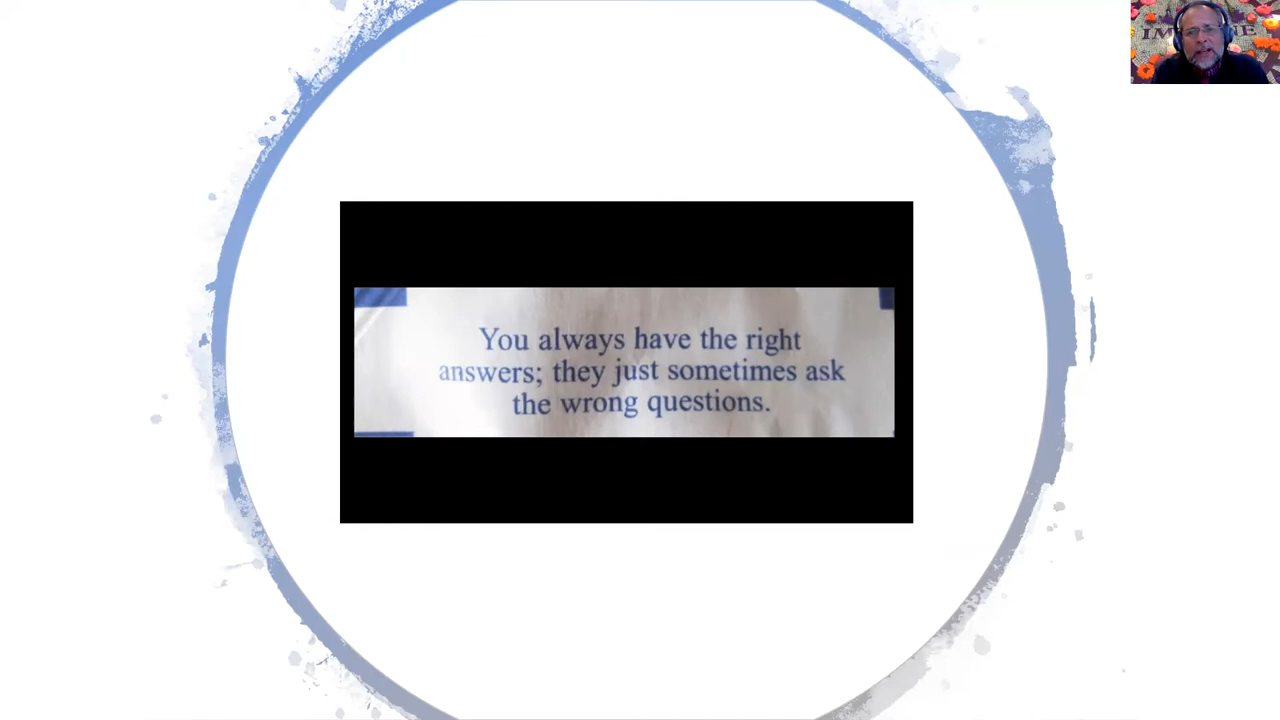 You always have the right
answers; they just sometimes ask
the wrong questions.